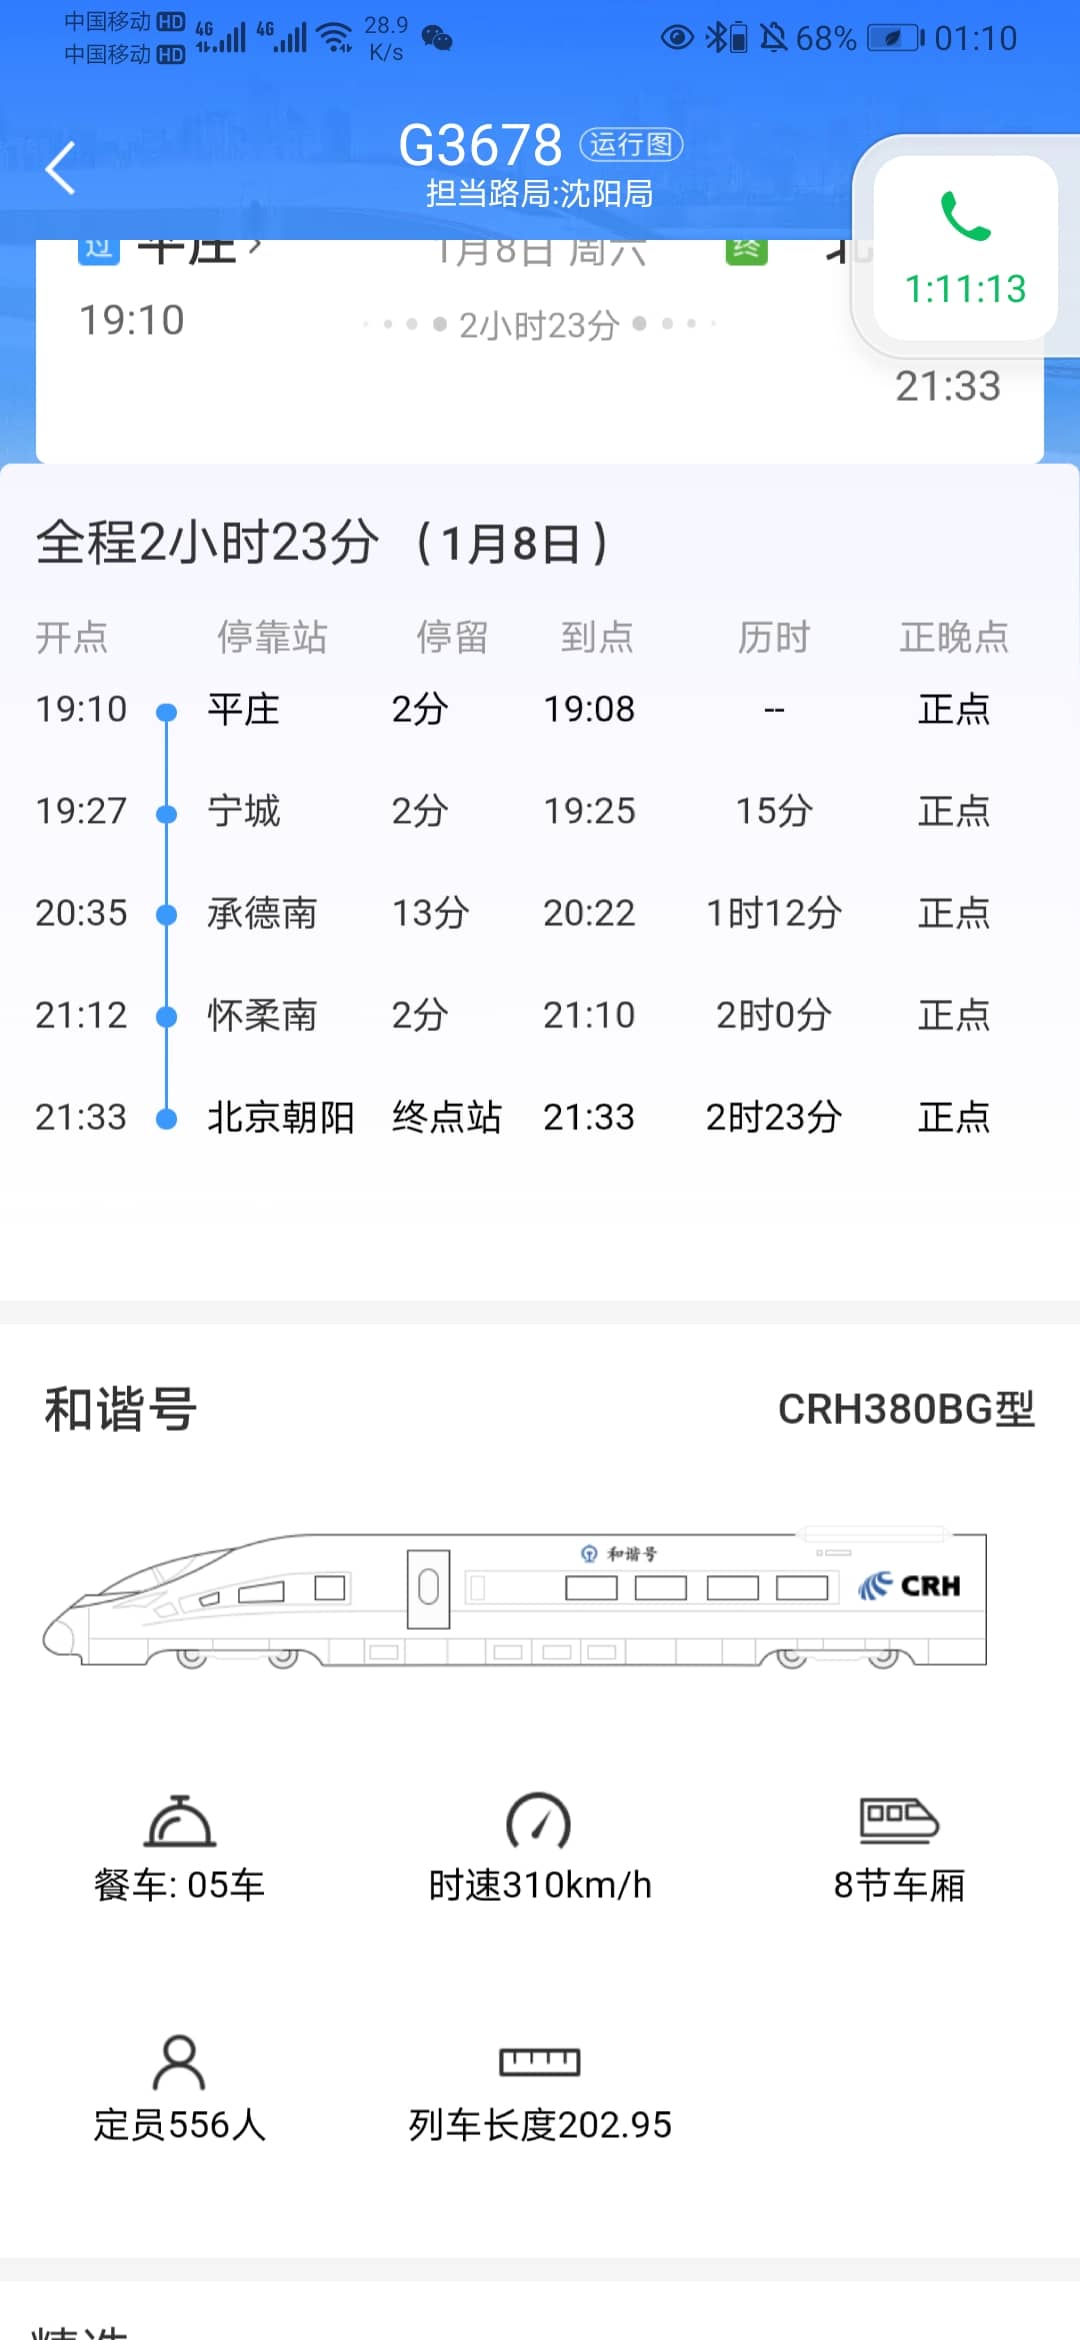 中国移动 HD 4G 4G 28.9 K/s 68% 01:10
中国移动 HD
G3678 运行图
担当路局:沈阳局
1:11:13
过 平庄 1月8日 周六 终 北
19:10 2小时23分
21:33
全程2小时23分 (1月8日)
开点 停靠站 停留 到点 历时 正晚点
19:10 平庄 2分 19:08 -- 正点
19:27 宁城 2分 19:25 15分 正点
20:35 承德南 13分 20:22 1时12分 正点
21:12 怀柔南 2分 21:10 2时0分 正点
21:33 北京朝阳 终点站 21:33 2时23分 正点
和谐号 CRH380BG型
和谐号
CRH
餐车: 05车 时速310km/h 8节车厢
定员556人 列车长度202.95
精选